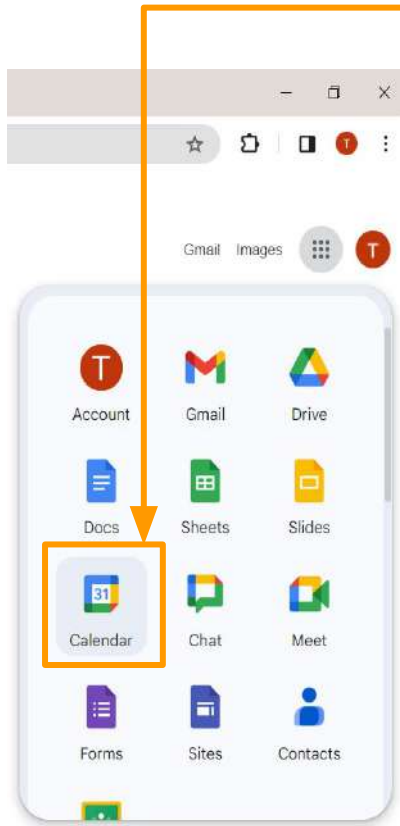 T
Gmail Images T
T
Account Gmail Drive
Docs Sheets Slides
31
Calendar Chat Meet
Forms Sites Contacts